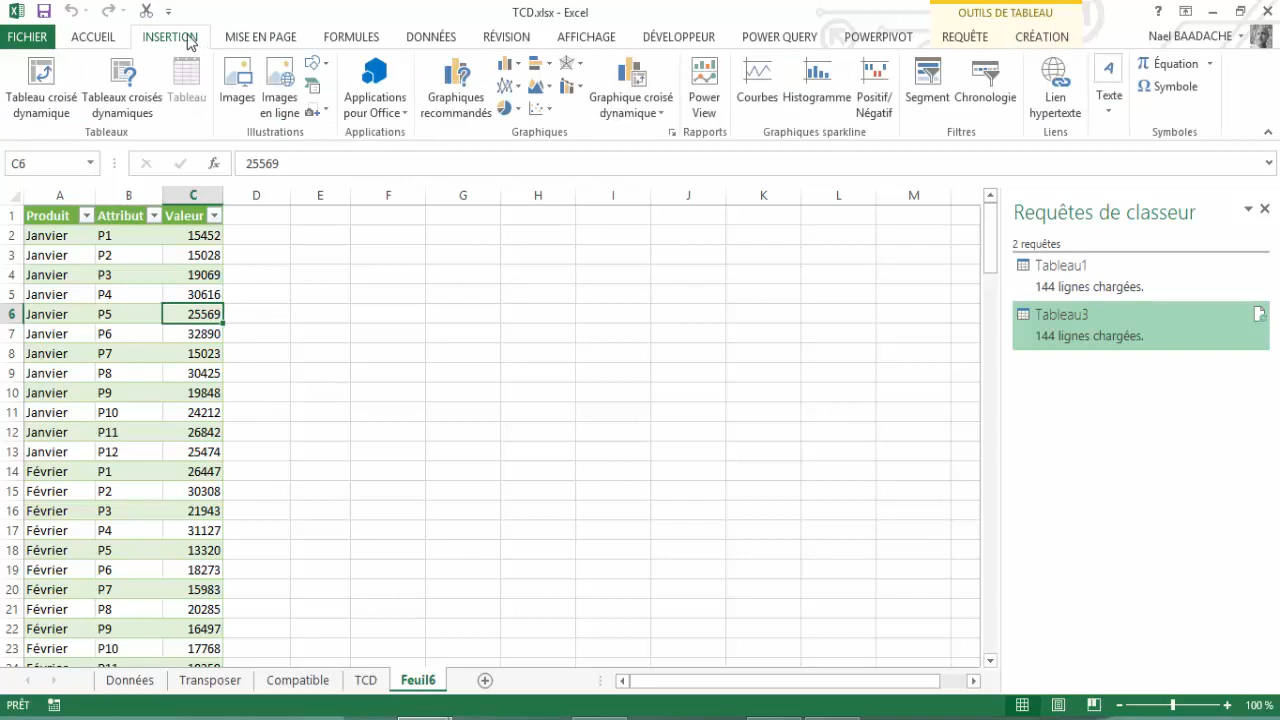 TCD.xlsx - Excel
OUTILS DE TABLEAU
?
FICHIER ACCUEIL INSERTION MISE EN PAGE FORMULES DONNÉES RÉVISION AFFICHAGE DÉVELOPPEUR POWER QUERY POWERPIVOT REQUÊTE CRÉATION Nael BAADACHE
Tableau croisé dynamique
Tableaux croisés dynamiques
Tableau
Images
Images en ligne
Applications pour Office
Graphiques recommandés
Graphique croisé dynamique
Power View
Courbes
Histogramme
Positif/ Négatif
Segment
Chronologie
Lien hypertexte
A
Texte
π Équation
Ω Symbole
Tableaux Illustrations Applications Graphiques Rapports Graphiques sparkline Filtres Liens Symboles
C6 fx 25569
A B C D E F G H I J K L M
1 Produit Attribut Valeur
2 Janvier P1 15452
3 Janvier P2 15028
4 Janvier P3 19069
5 Janvier P4 30616
6 Janvier P5 25569
7 Janvier P6 32890
8 Janvier P7 15023
9 Janvier P8 30425
10 Janvier P9 19848
11 Janvier P10 24212
12 Janvier P11 26842
13 Janvier P12 25474
14 Février P1 26447
15 Février P2 30308
16 Février P3 21943
17 Février P4 31127
18 Février P5 13320
19 Février P6 18273
20 Février P7 15983
21 Février P8 20285
22 Février P9 16497
23 Février P10 17768
Requêtes de classeur
2 requêtes
Tableau1
144 lignes chargées.
Tableau3
144 lignes chargées.
Données Transposer Compatible TCD Feuil6
PRÊT
100 %